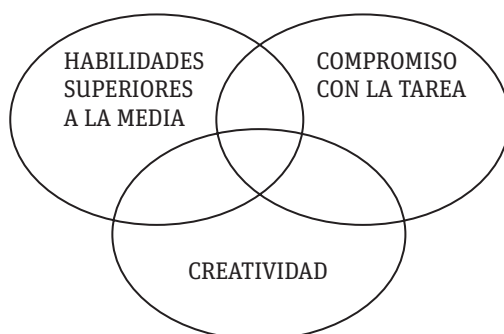 HABILIDADES
SUPERIORES
A LA MEDIA
COMPROMISO
CON LA TAREA
CREATIVIDAD